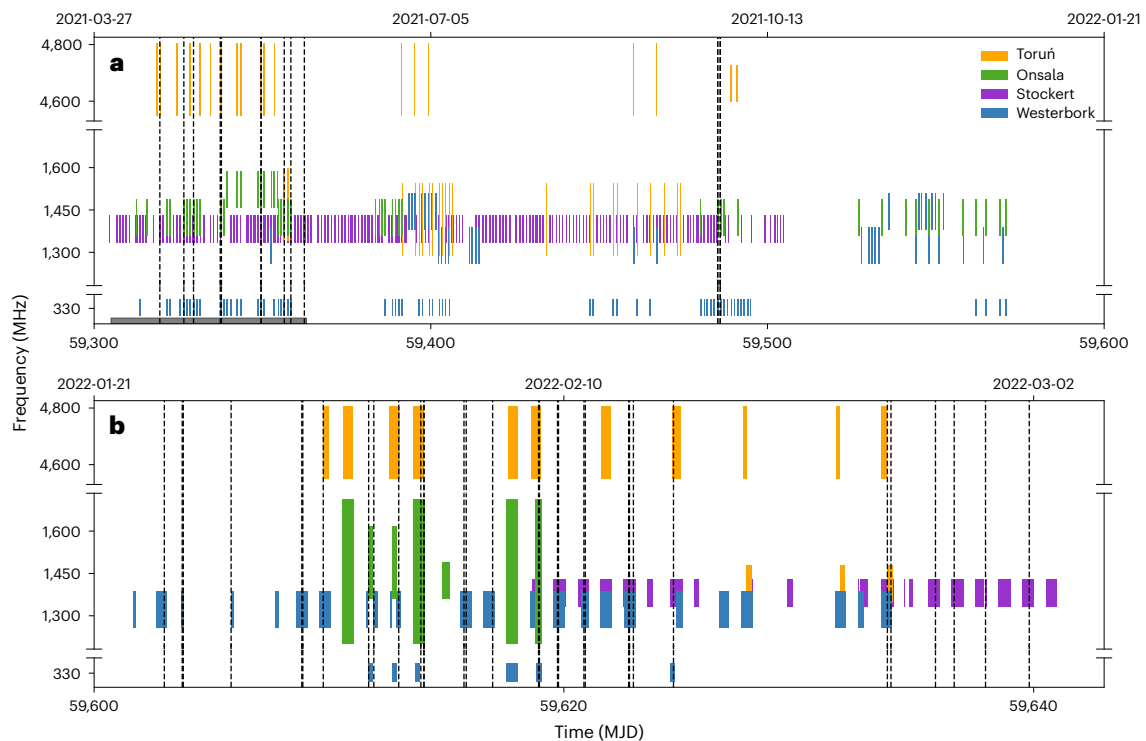 2021-03-27 2021-07-05 2021-10-13 2022-01-21
a
4,800
4,600
1,600
1,450
1,300
330
Toruń
Onsala
Stockert
Westerbork
59,300 59,400 59,500 59,600
Frequency (MHz)
2022-01-21 2022-02-10 2022-03-02
b
4,800
4,600
1,600
1,450
1,300
330
59,600 59,620 59,640
Time (MJD)